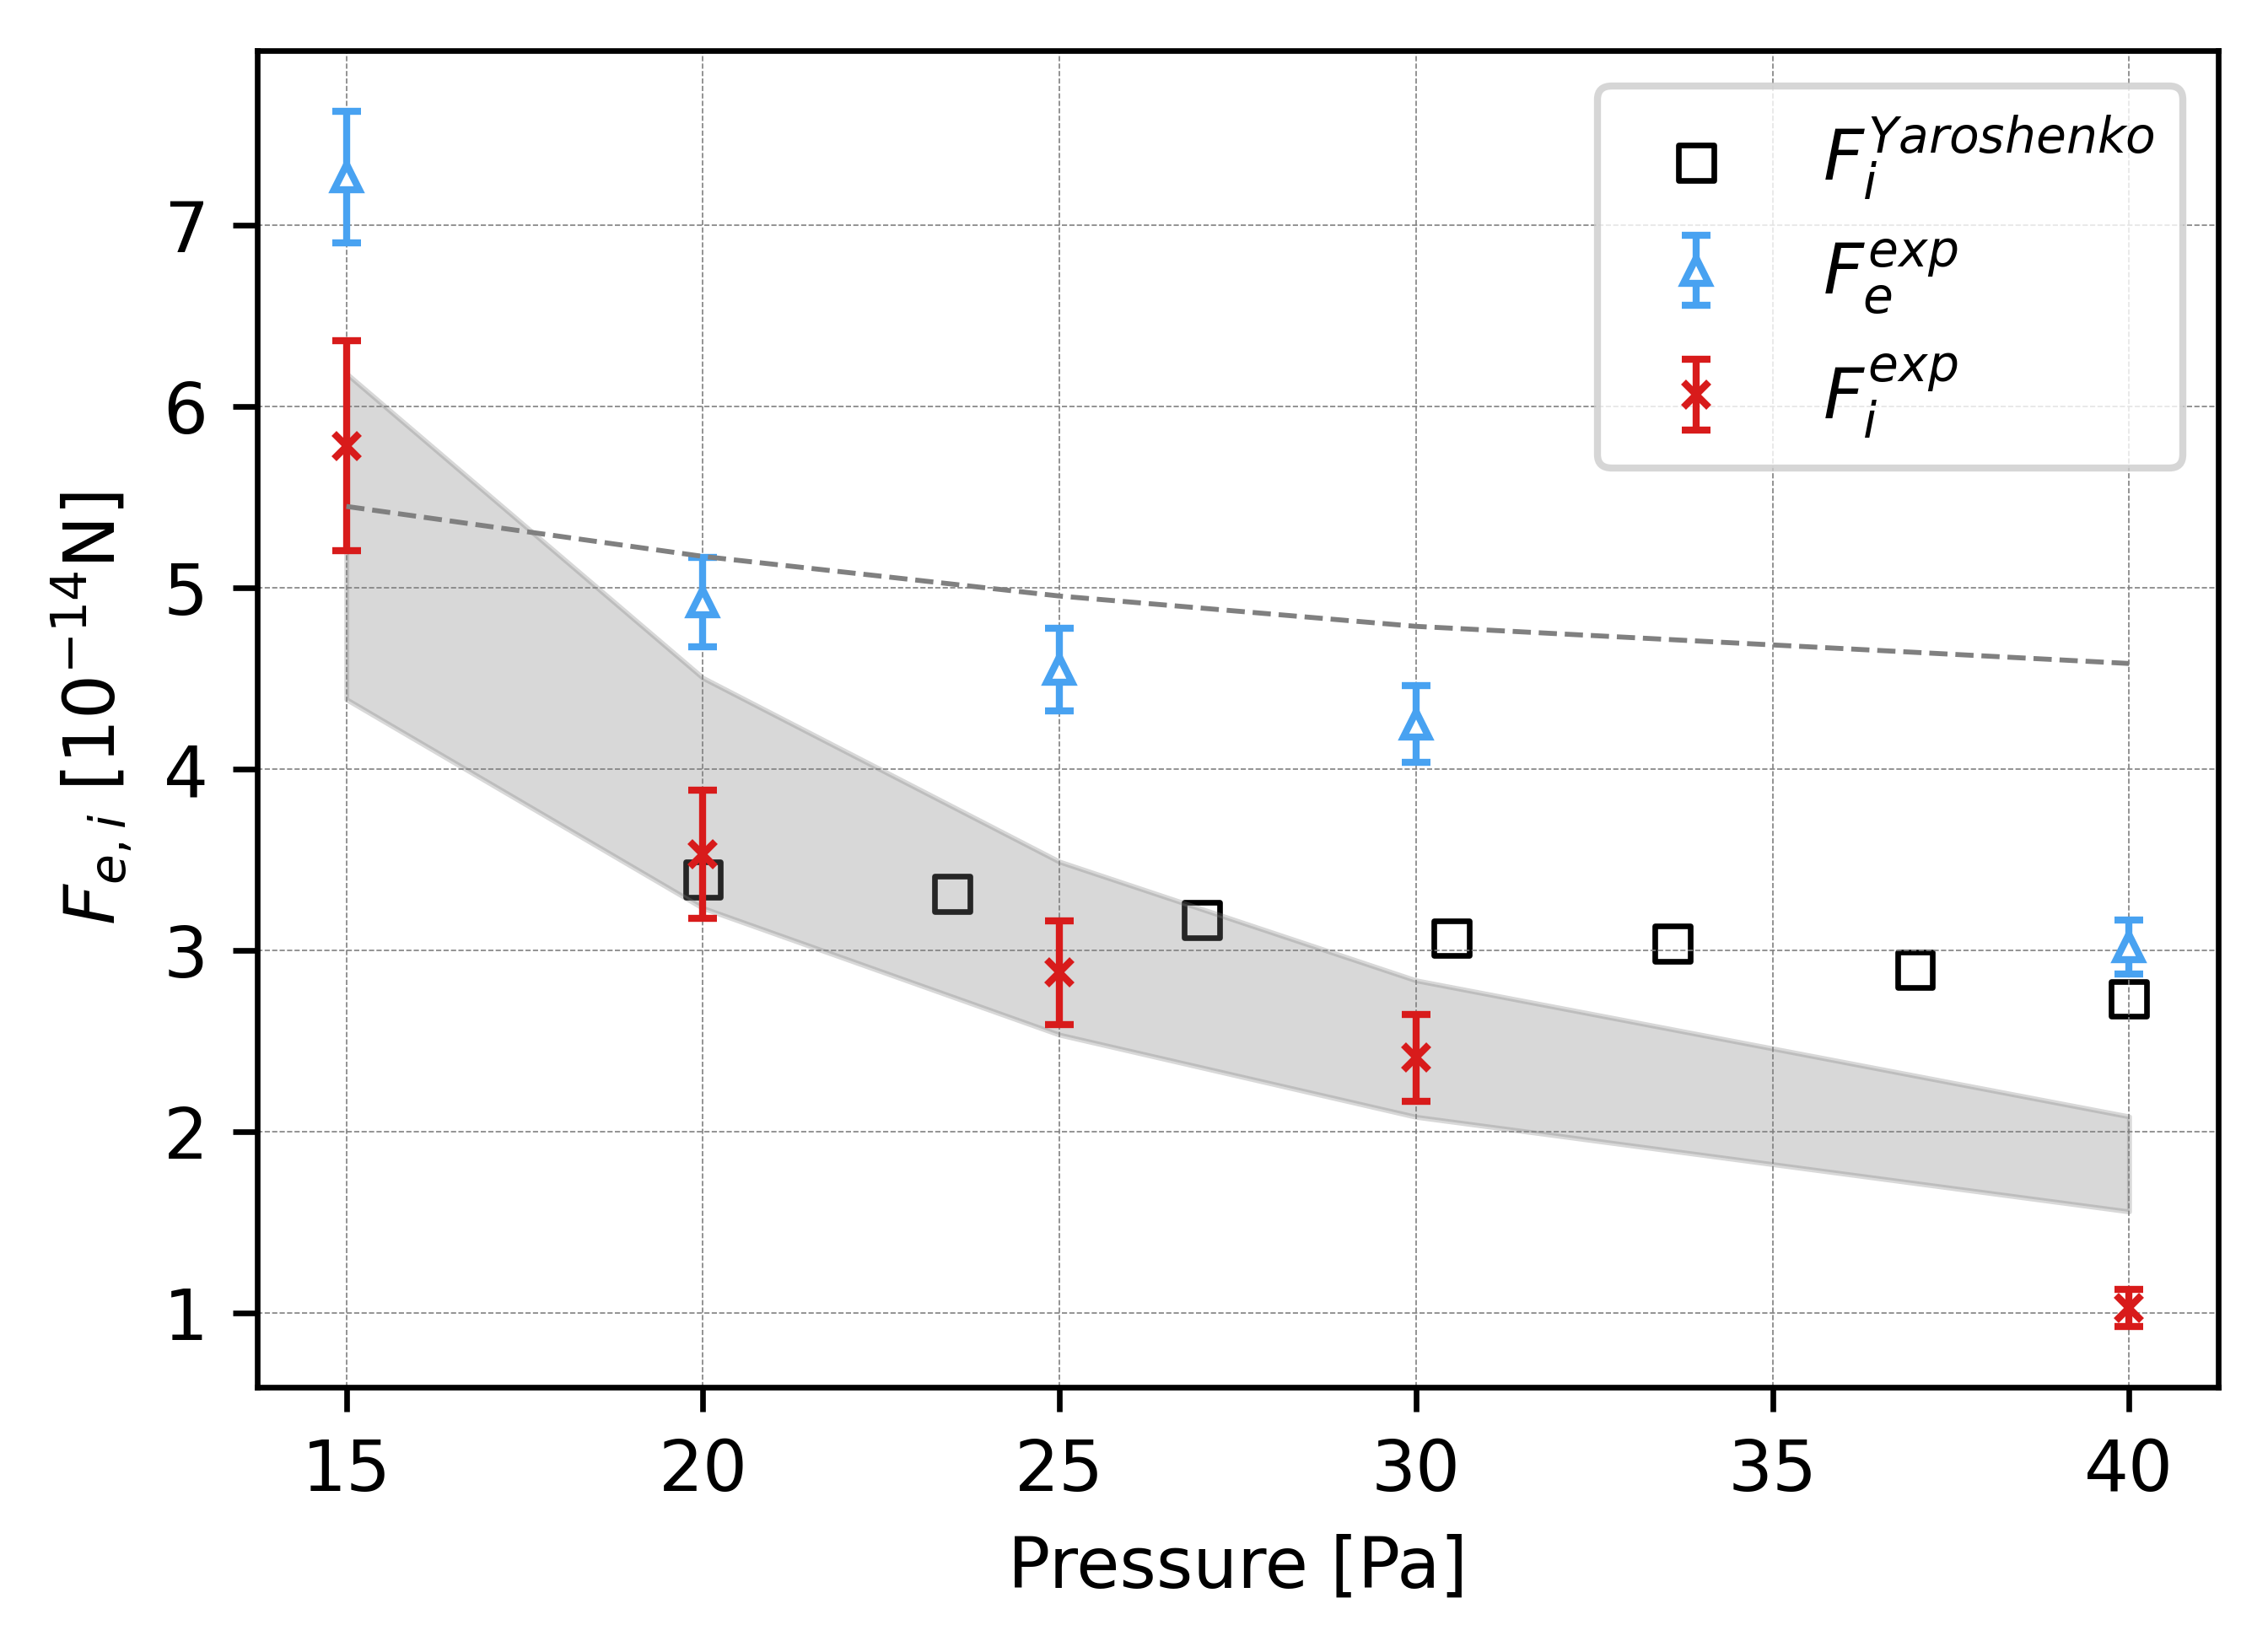 F_i^Yaroshenko
F_e^exp
F_i^exp
F_e, i [10^−14N]
7
6
5
4
3
2
1
15 20 25 30 35 40
Pressure [Pa]